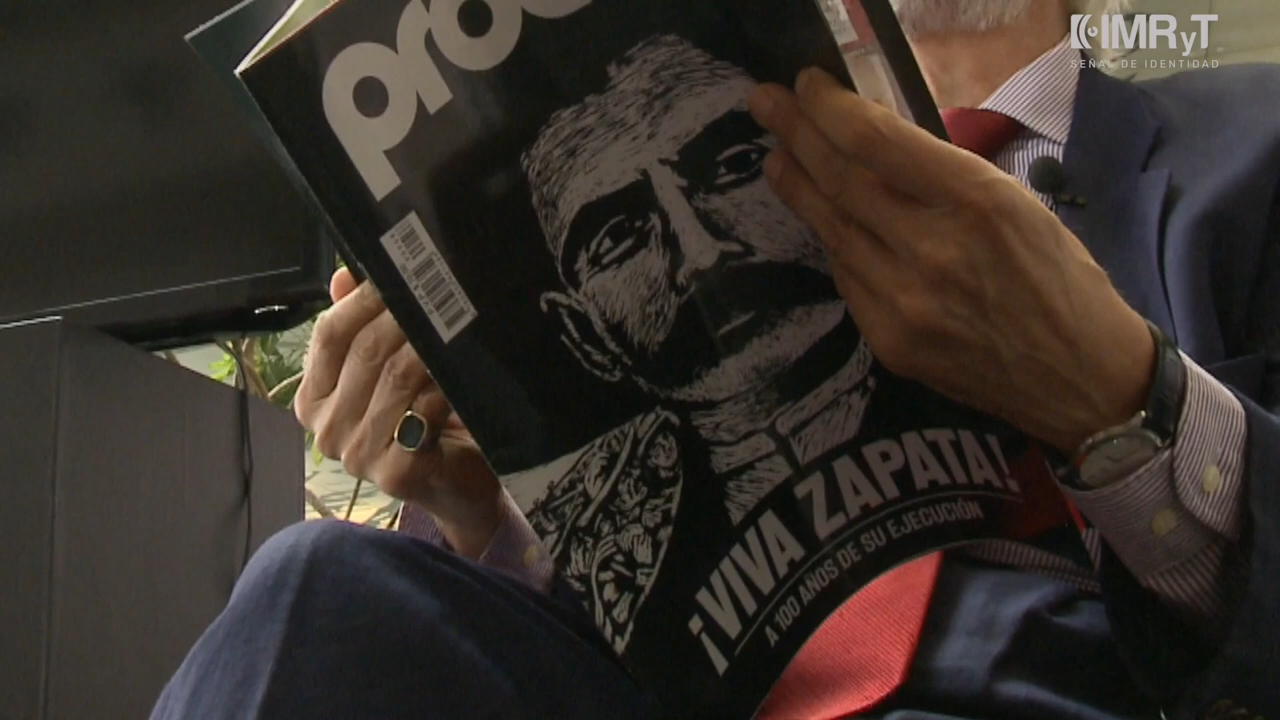 IMRyT
SEÑAL DE IDENTIDAD
pro
¡VIVA ZAPATA!
A 100 AÑOS DE SU EJECUCIÓN